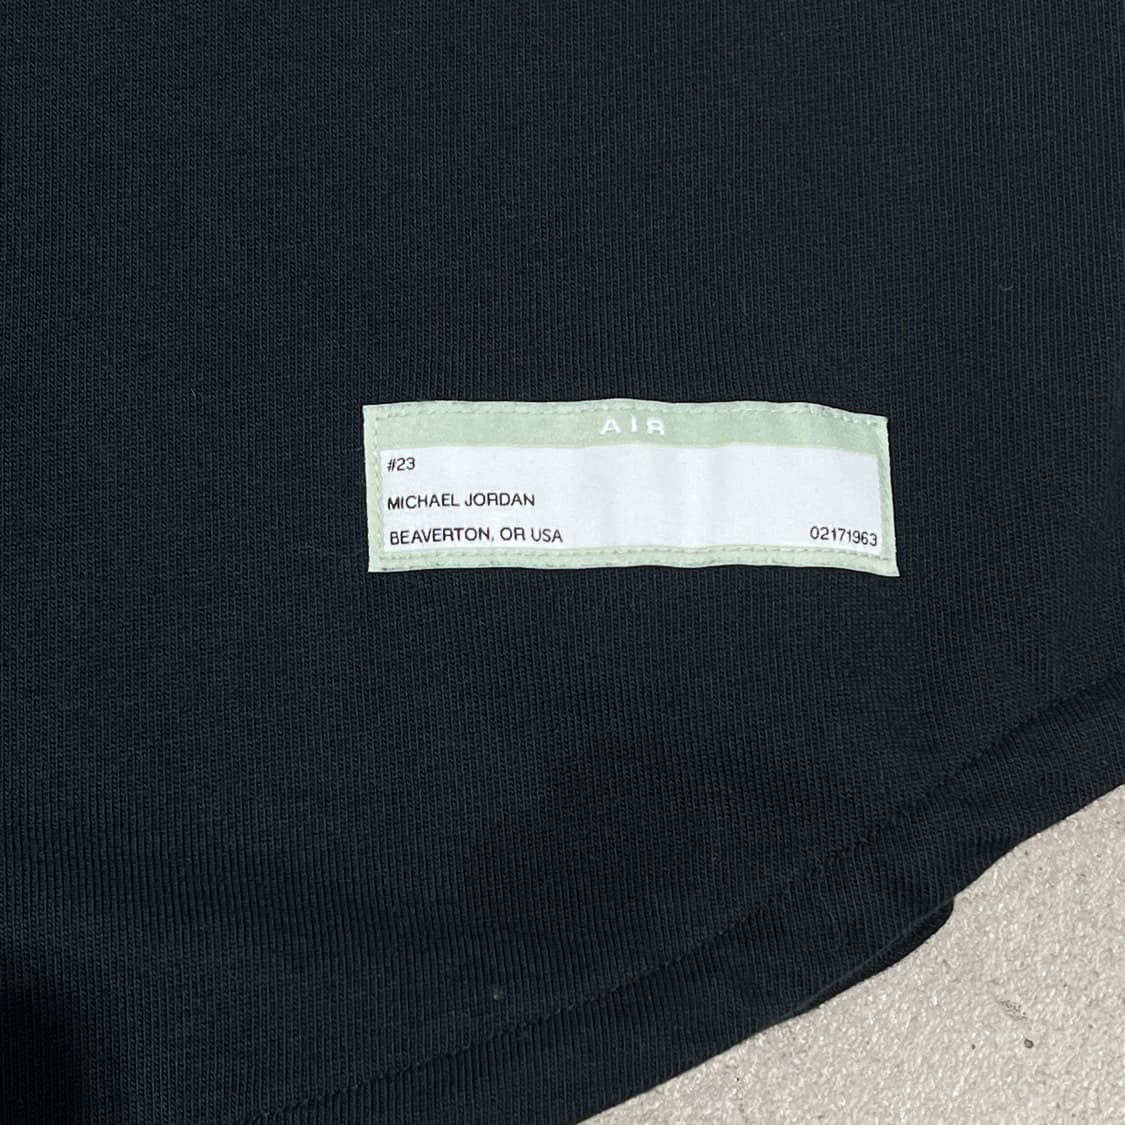 AIR
#23
MICHAEL JORDAN
BEAVERTON, OR USA
02171963